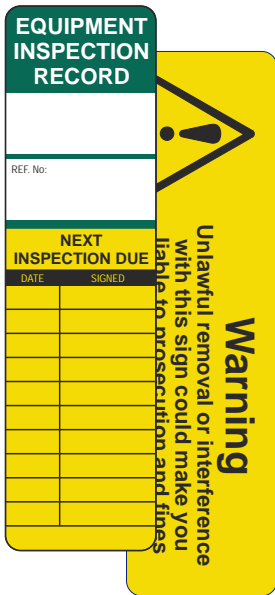 EQUIPMENT
INSPECTION
RECORD
REF. No:
NEXT
INSPECTION DUE
DATE SIGNED
Warning
Unlawful removal or interference
with this sign could make you
liable to prosecution and fines